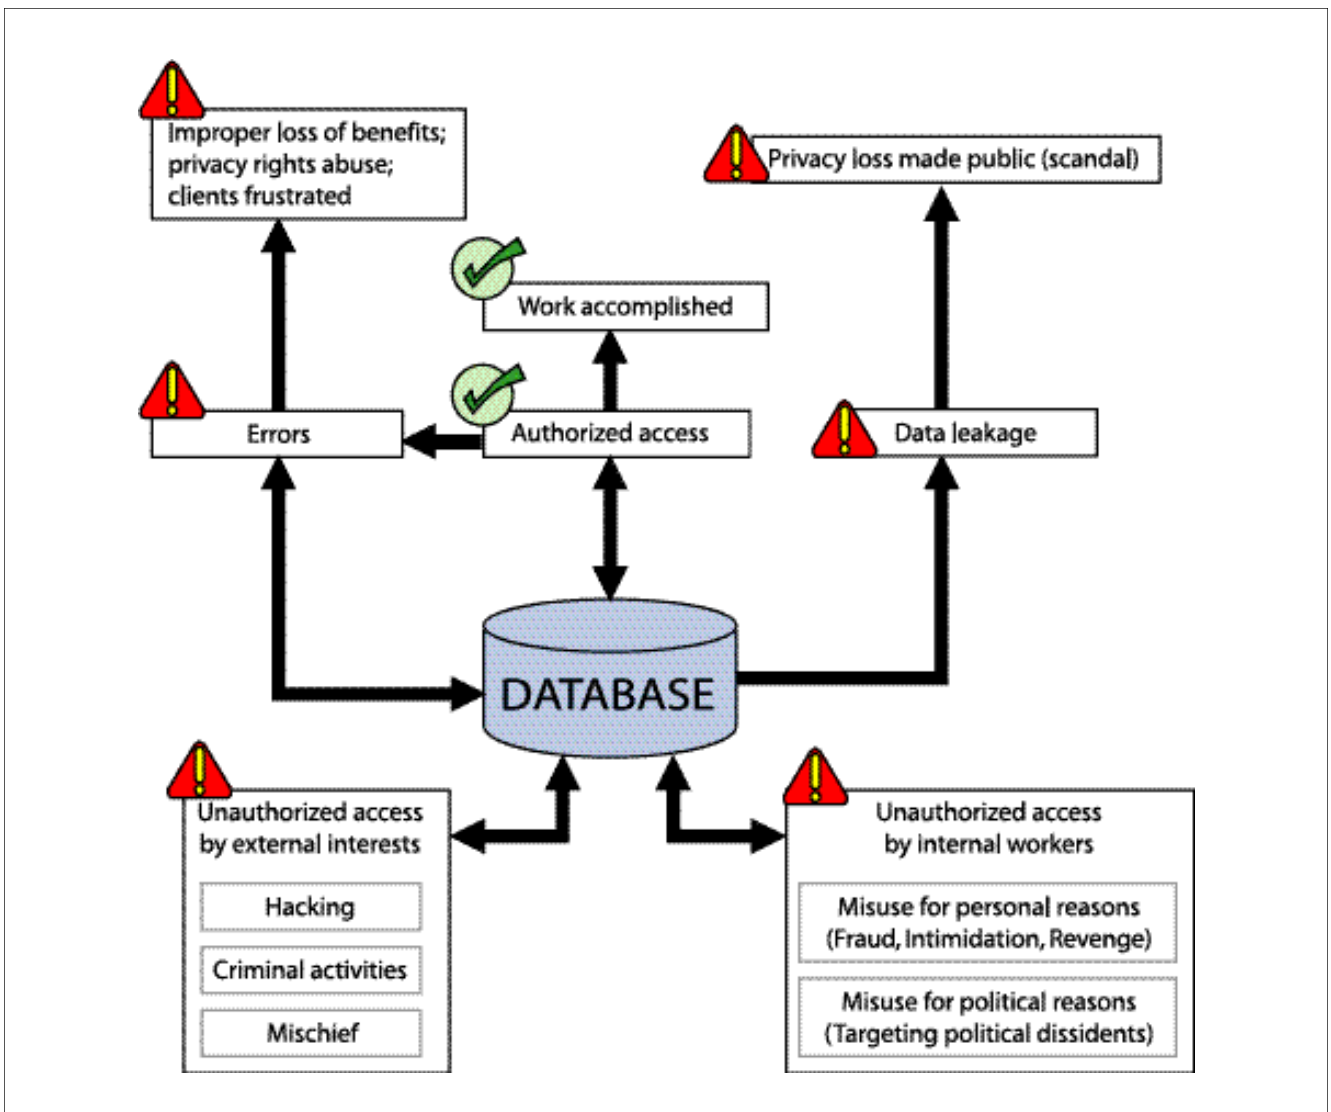 Improper loss of benefits;
privacy rights abuse;
clients frustrated
Privacy loss made public (scandal)
Work accomplished
Errors
Authorized access
Data leakage
DATABASE
Unauthorized access
by external interests
Hacking
Criminal activities
Mischief
Unauthorized access
by internal workers
Misuse for personal reasons
(Fraud, Intimidation, Revenge)
Misuse for political reasons
(Targeting political dissidents)